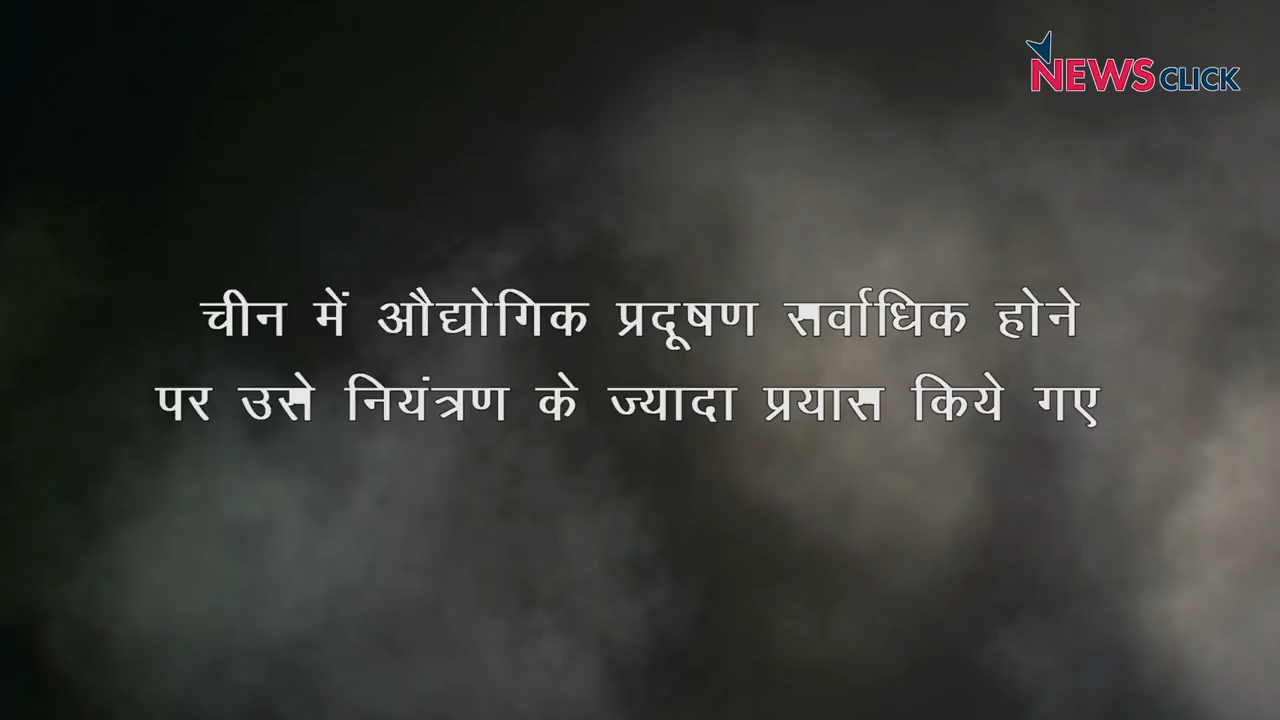 NEWSCLICK
चीन में औद्योगिक प्रदूषण सर्वाधिक होने
पर उसे नियंत्रण के ज्यादा प्रयास किये गए